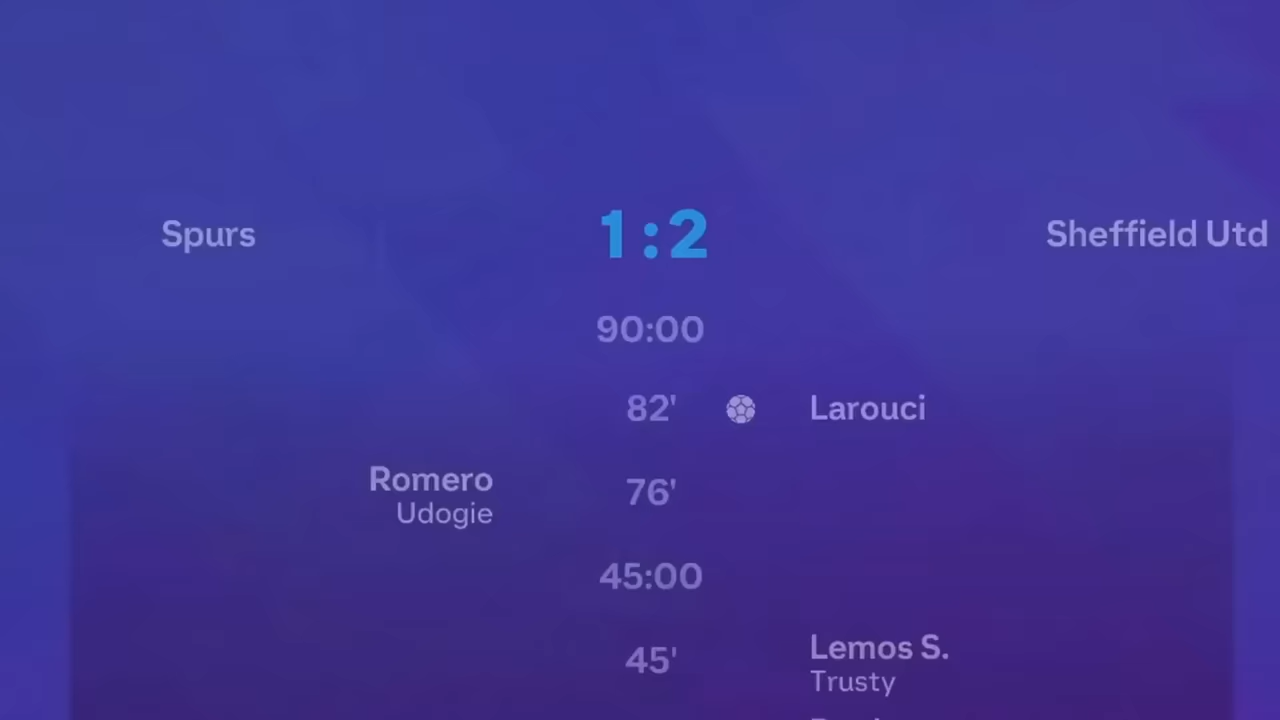 Spurs 1:2 Sheffield Utd
90:00
82' Larouci
Romero
Udogie
76'
45:00
45'
Lemos S.
Trusty